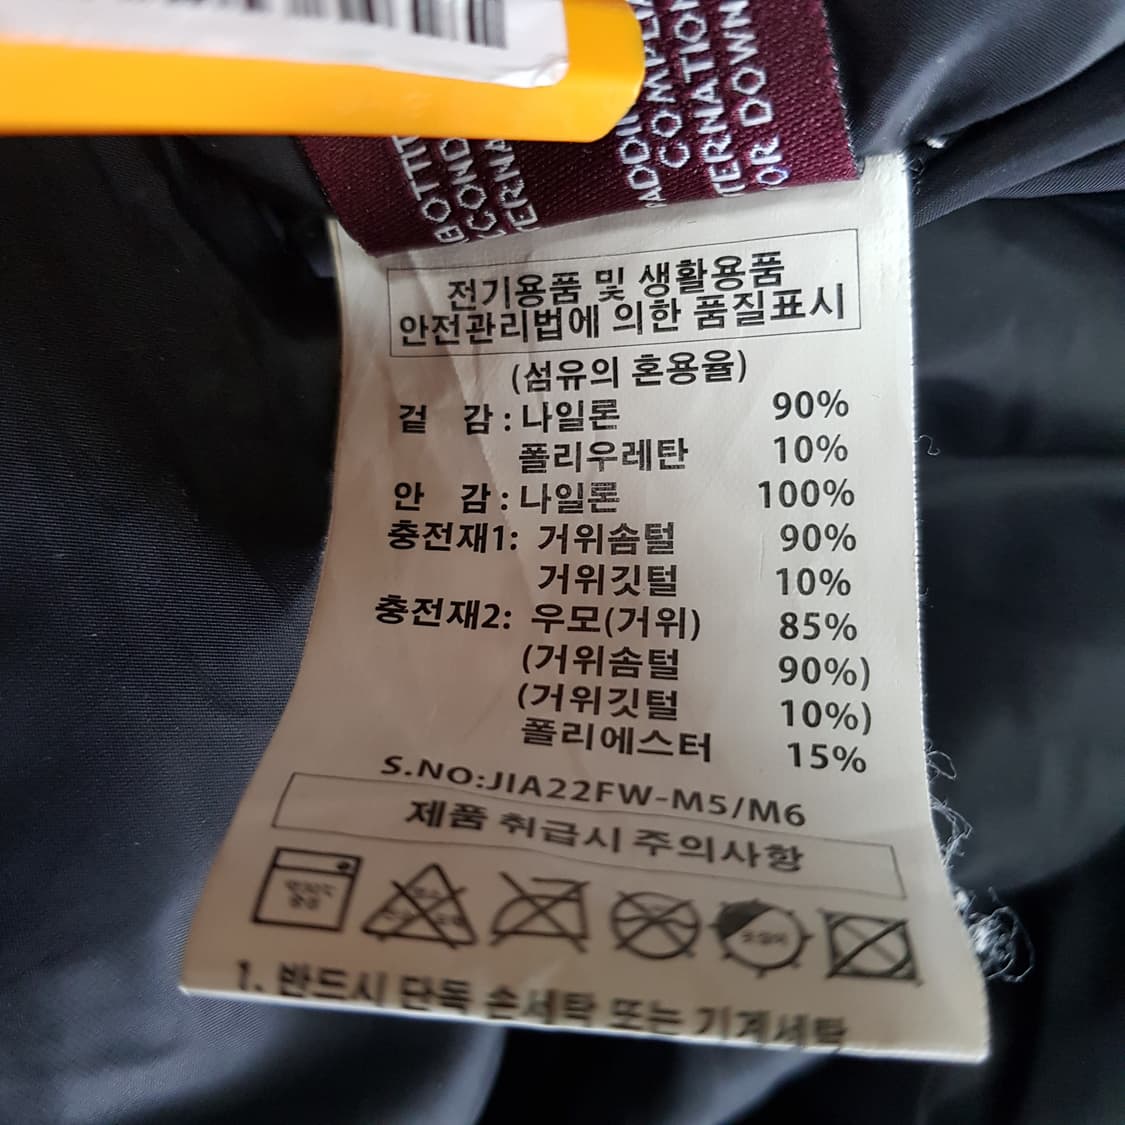 ADDIT
COMPLIA
TERNATION
FOR DOWN
전기용품 및 생활용품
안전관리법에 의한 품질표시
(섬유의 혼용율)
겉 감 : 나일론 90%
폴리우레탄 10%
안 감 : 나일론 100%
충전재1: 거위솜털 90%
거위깃털 10%
충전재2: 우모(거위) 85%
(거위솜털 90%)
(거위깃털 10%)
폴리에스터 15%
S.NO:JIA22FW-M5/M6
제품 취급시 주의사항
1. 반드시 단독 손세탁 또는 기계세탁